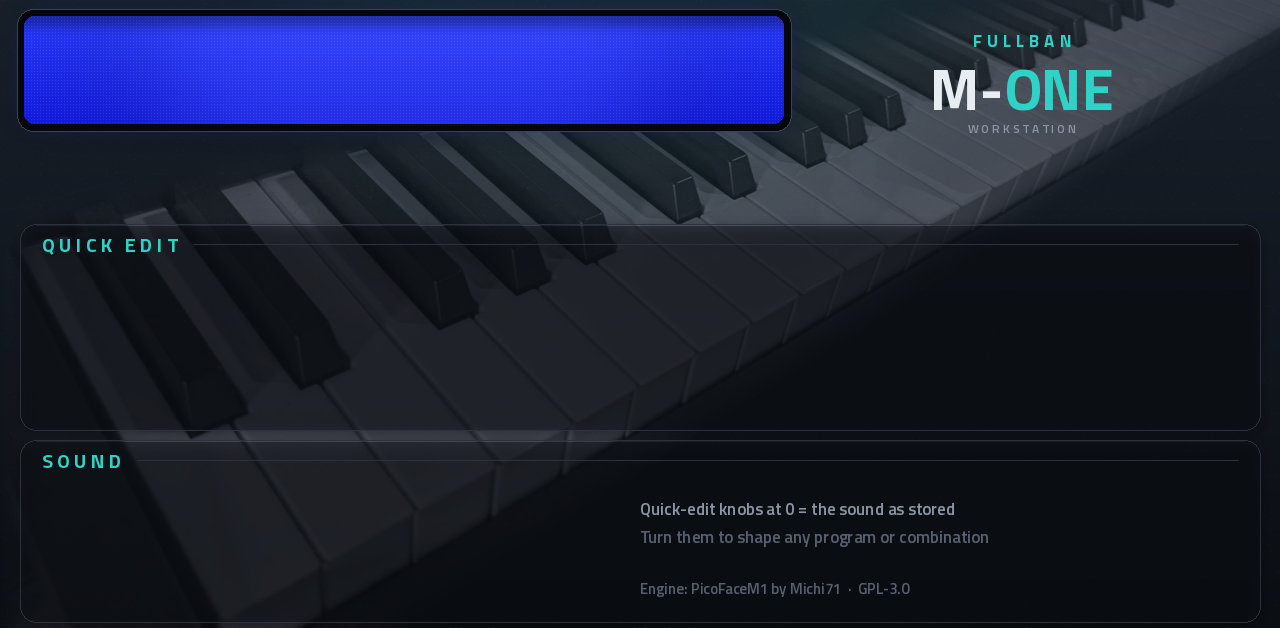 FULLBAN
M-ONE
WORKSTATION
QUICK EDIT
SOUND
Quick-edit knobs at 0 = the sound as stored
Turn them to shape any program or combination
Engine: PicoFaceM1 by Michi71 · GPL-3.0